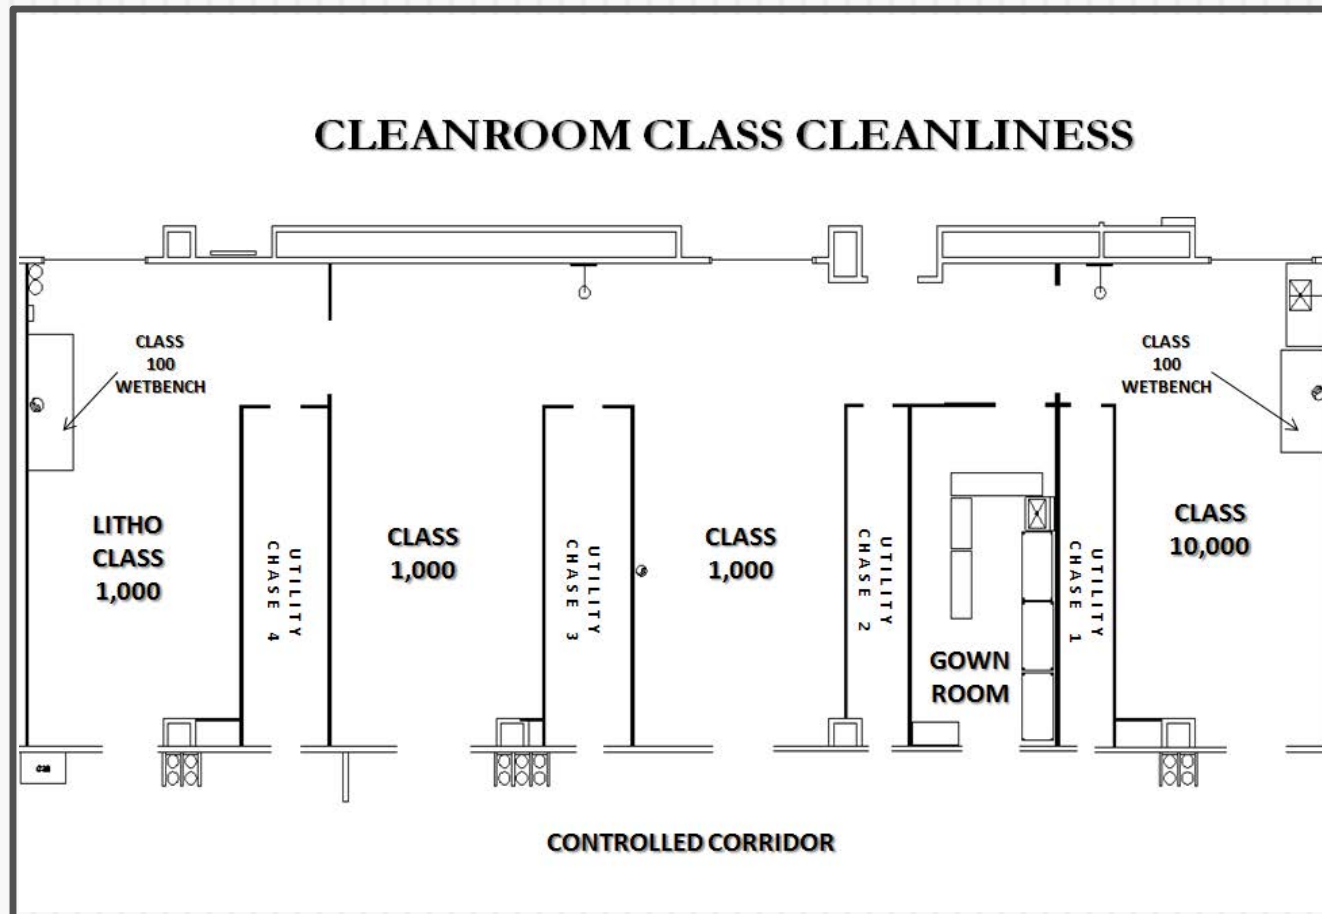 CLEANROOM CLASS CLEANLINESS
CLASS
100
WETBENCH
CLASS
100
WETBENCH
LITHO
CLASS
1,000
UTILITY
CHASE 4
CLASS
1,000
UTILITY
CHASE 3
CLASS
1,000
UTILITY
CHASE 2
GOWN
ROOM
UTILITY
CHASE 1
CLASS
10,000
CONTROLLED CORRIDOR